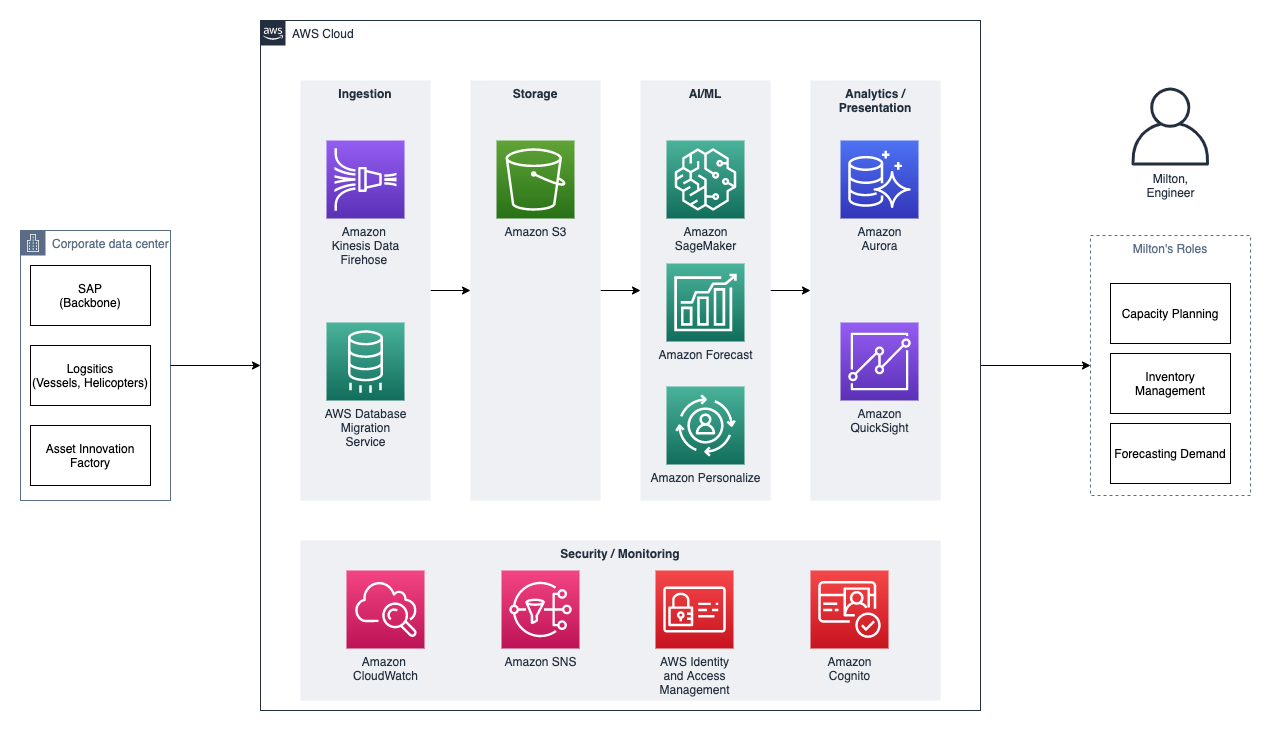 aws
AWS Cloud
Ingestion
Storage
AI/ML
Analytics /
Presentation
Amazon
Kinesis Data
Firehose
AWS Database
Migration
Service
Amazon S3
Amazon
SageMaker
Amazon Forecast
Amazon Personalize
Amazon
Aurora
Amazon
QuickSight
Security / Monitoring
Amazon
CloudWatch
Amazon SNS
AWS Identity
and Access
Management
Amazon
Cognito
Corporate data center
SAP
(Backbone)
Logsitics
(Vessels, Helicopters)
Asset Innovation
Factory
Milton,
Engineer
Milton's Roles
Capacity Planning
Inventory
Management
Forecasting Demand